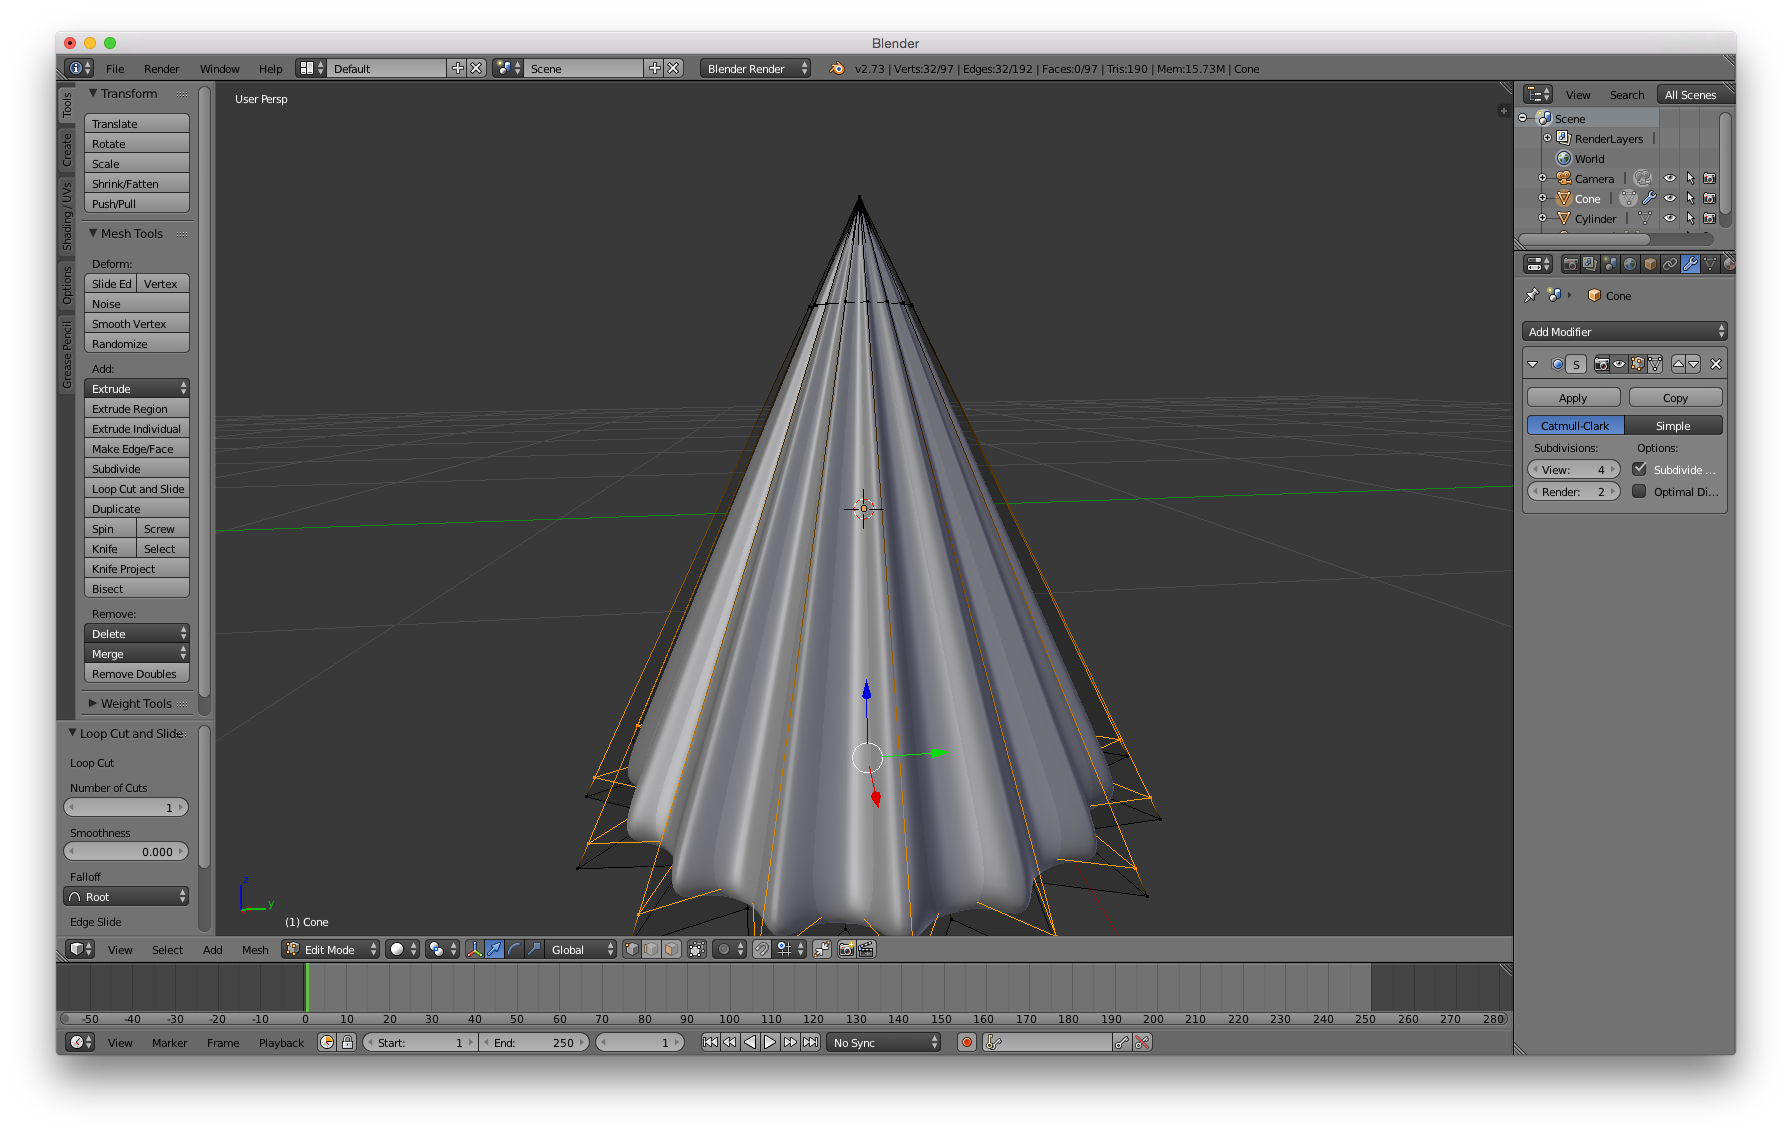 Blender
File Render Window Help Default Scene Blender Render v2.73 | Verts:32/97 | Edges:32/192 | Faces:0/97 | Tris:190 | Mem:15.73M | Cone
Tools
Create
Shading / UVs
Options
Grease Pencil
Transform
Translate
Rotate
Scale
Shrink/Fatten
Push/Pull
Mesh Tools
Deform:
Slide Ed Vertex
Noise
Smooth Vertex
Randomize
Add:
Extrude
Extrude Region
Extrude Individual
Make Edge/Face
Subdivide
Loop Cut and Slide
Duplicate
Spin Screw
Knife Select
Knife Project
Bisect
Remove:
Delete
Merge
Remove Doubles
Weight Tools
Loop Cut and Slide
Loop Cut
Number of Cuts
1
Smoothness
0.000
Falloff
Root
Edge Slide
User Persp
z
y
(1) Cone
View Select Add Mesh Edit Mode Global
-50 -40 -30 -20 -10 0 10 20 30 40 50 60 70 80 90 100 110 120 130 140 150 160 170 180 190 200 210 220 230 240 250 260 270 280
View Marker Frame Playback Start: 1 End: 250 1 No Sync
View Search All Scenes
Scene
RenderLayers |
World
Camera |
Cone |
Cylinder |
Cone
Add Modifier
S
Apply Copy
Catmull-Clark Simple
Subdivisions: Options:
View: 4 Subdivide ...
Render: 2 Optimal Di...